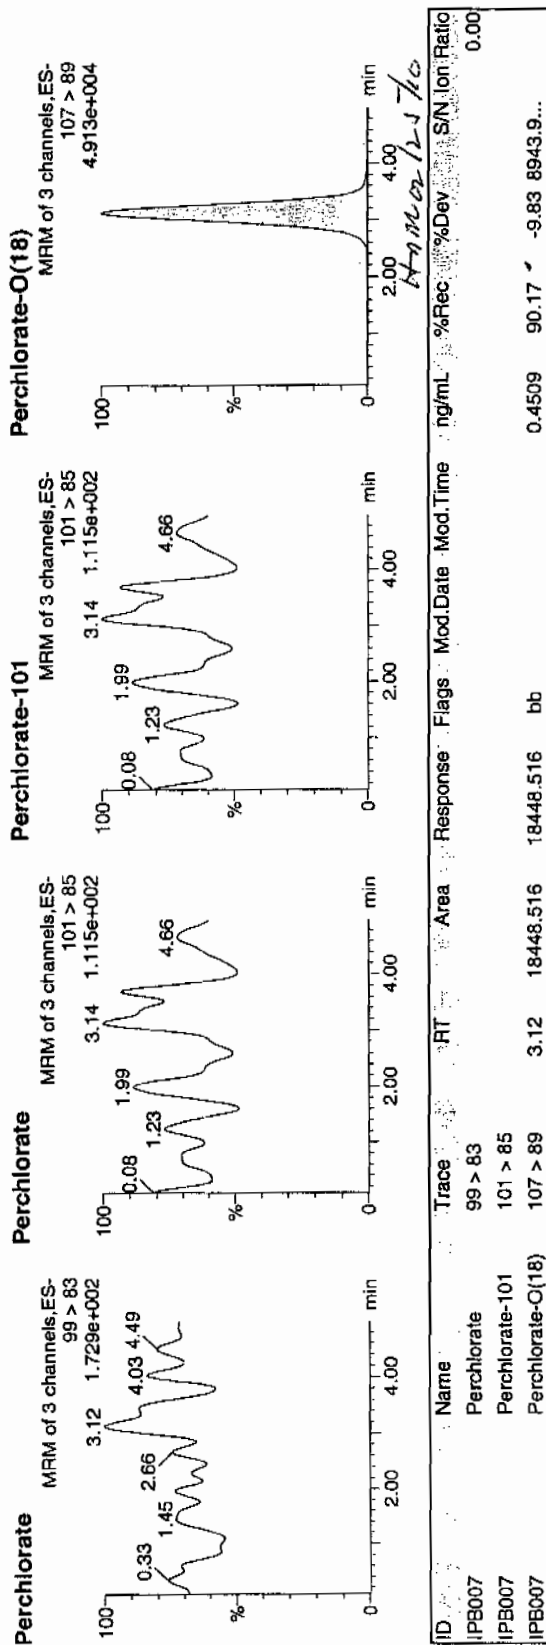 Perchlorate
MRM of 3 channels,ES-
99 > 83
1.729e+002
100
%
0
0.33
1.45
2.66
3.12
4.03
4.49
2.00
4.00
min
Perchlorate
MRM of 3 channels,ES-
101 > 85
1.115e+002
100
%
0
0.08
1.23
1.99
3.14
4.66
2.00
4.00
min
Perchlorate-101
MRM of 3 channels,ES-
101 > 85
1.115e+002
100
%
0
0.08
1.23
1.99
3.14
4.66
2.00
4.00
min
Perchlorate-O(18)
MRM of 3 channels,ES-
107 > 89
4.913e+004
100
%
0
2.00
4.00
min
ID Name Trace RT Area Response Flags Mod.Date Mod.Time ng/mL %Rec %Dev S/N Ion Ratio
IPB007 Perchlorate 99 > 83 0.00
IPB007 Perchlorate-101 101 > 85
IPB007 Perchlorate-O(18) 107 > 89 3.12 18448.516 18448.516 bb 0.4509 90.17 -9.83 8943.9...